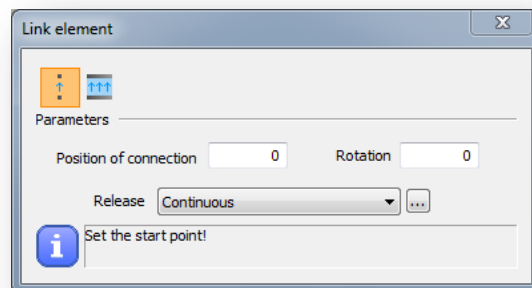 Link element
Parameters
Position of connection 0 Rotation 0
Release Continuous ...
Set the start point!